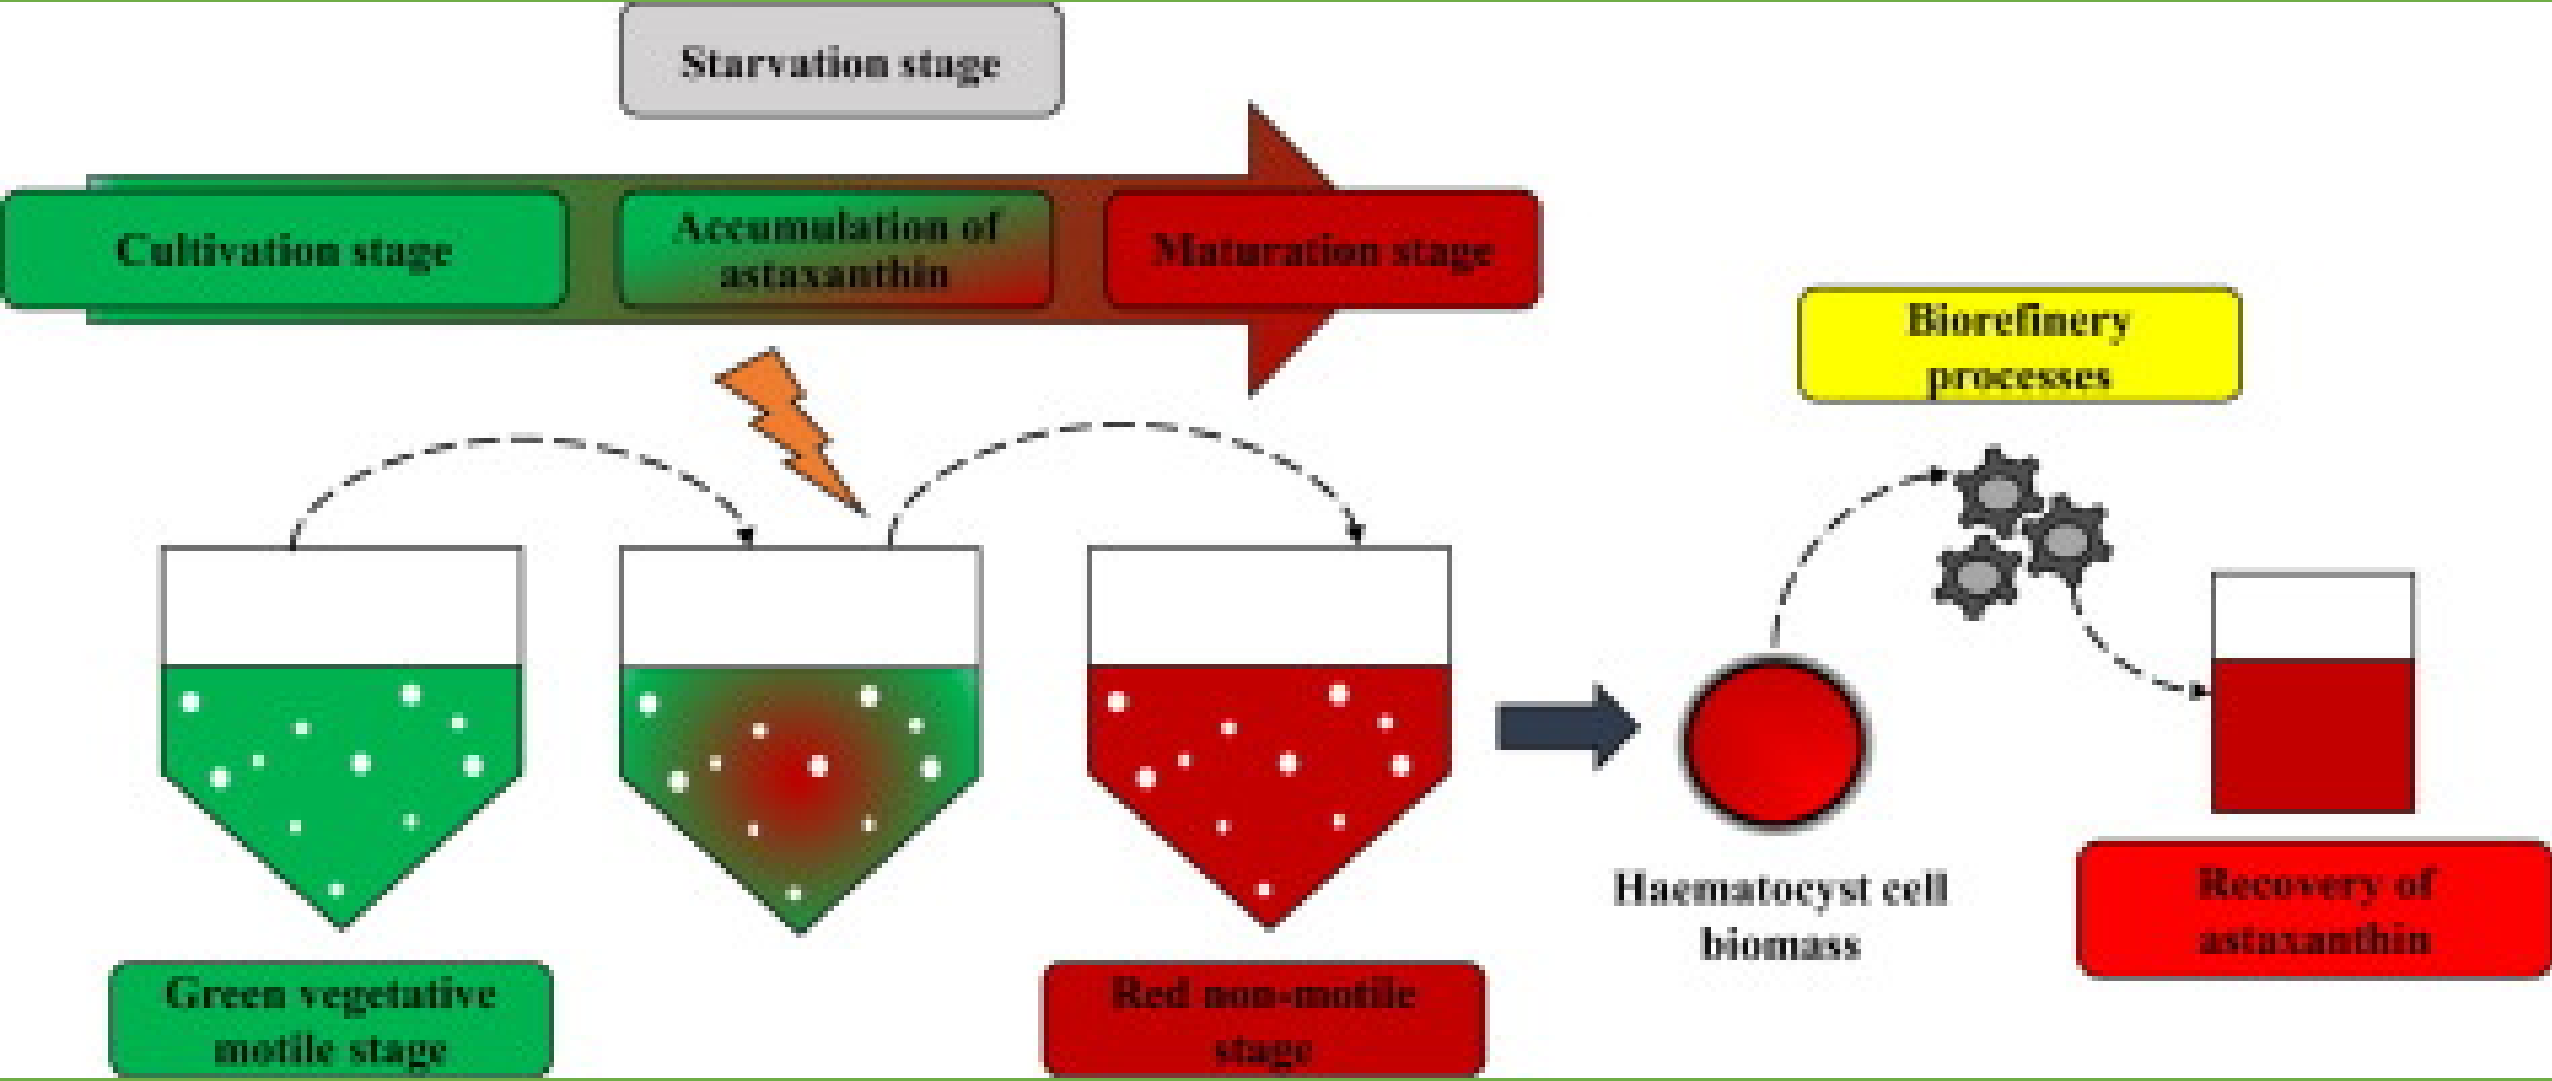 Starvation stage
Cultivation stage
Accumulation of
astaxanthin
Maturation stage
Biorefinery
processes
Haematocyst cell
biomass
Recovery of
astaxanthin
Green vegetative
motile stage
Red non-motile
stage